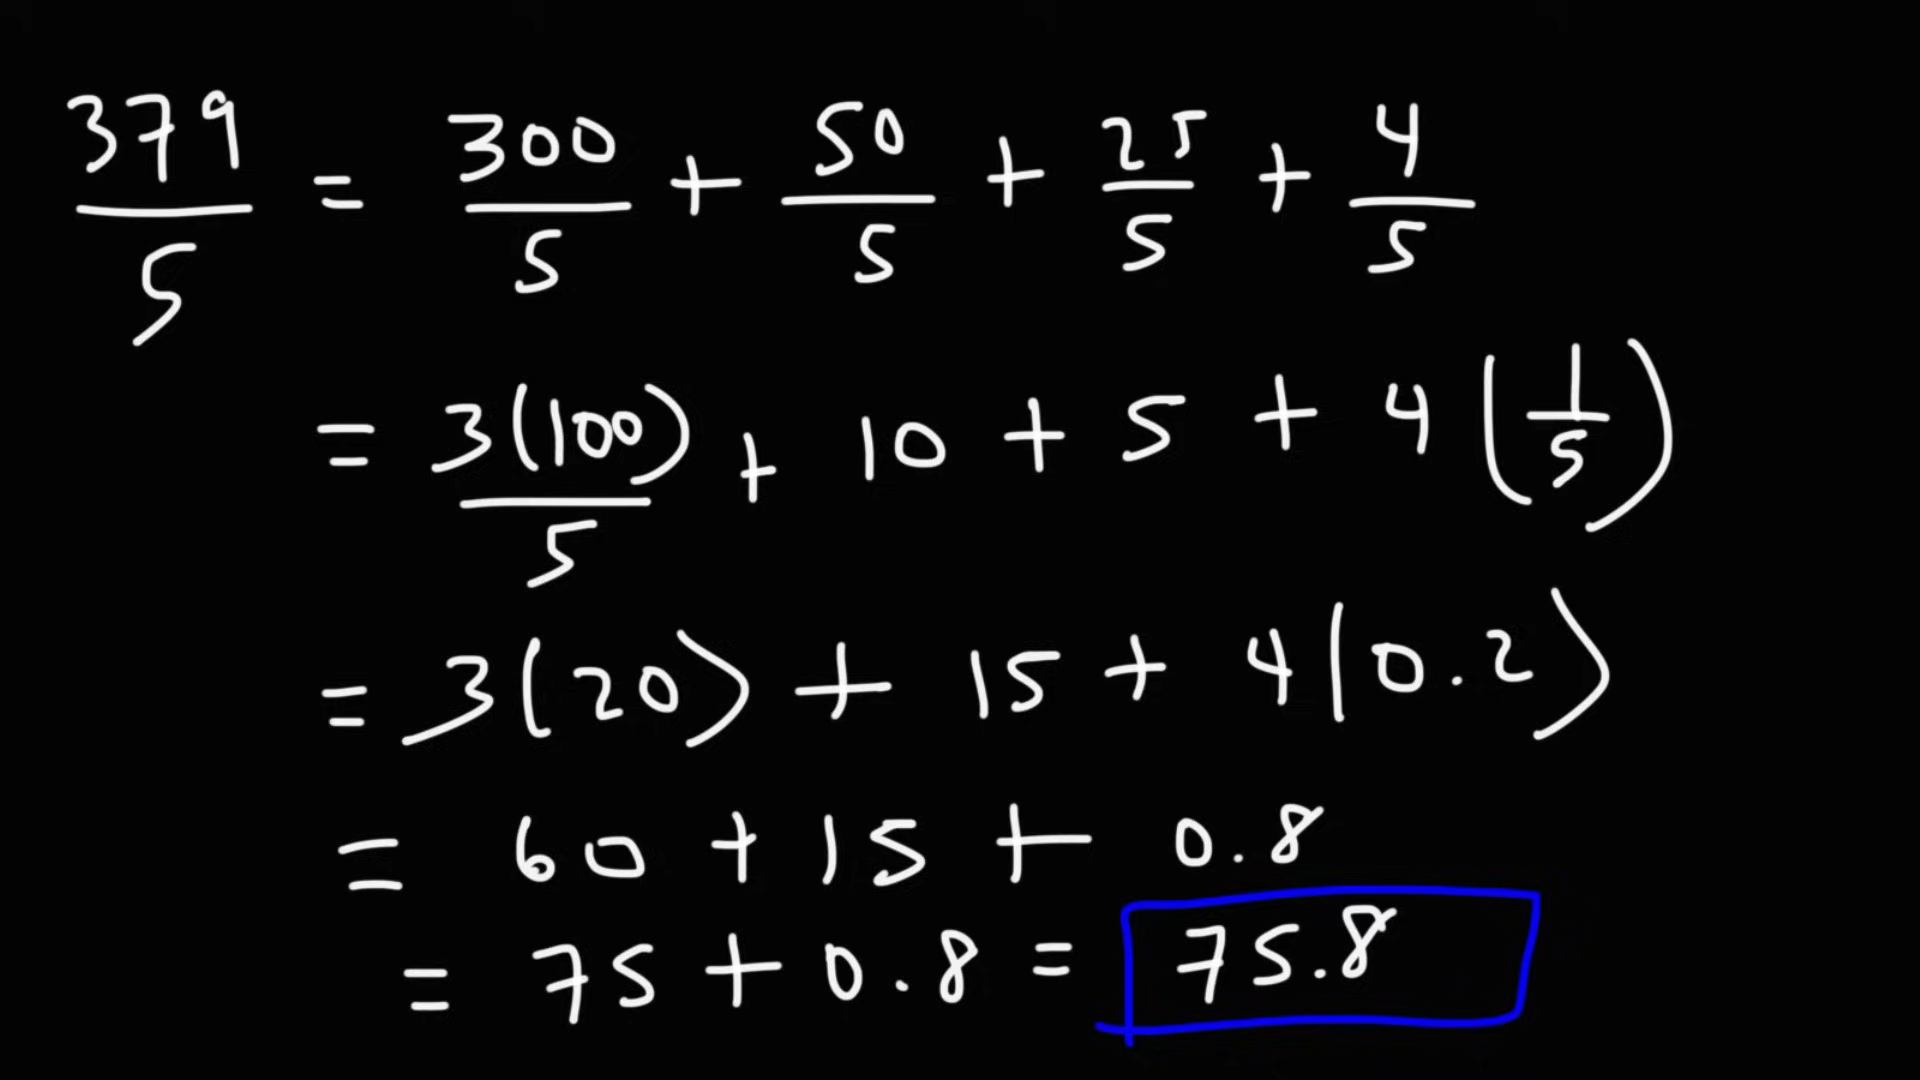 379/5 = 300/5 + 50/5 + 25/5 + 4/5
= 3(100)/5 + 10 + 5 + 4(1/5)
= 3(20) + 15 + 4(0.2)
= 60 + 15 + 0.8
= 75 + 0.8 = 75.8